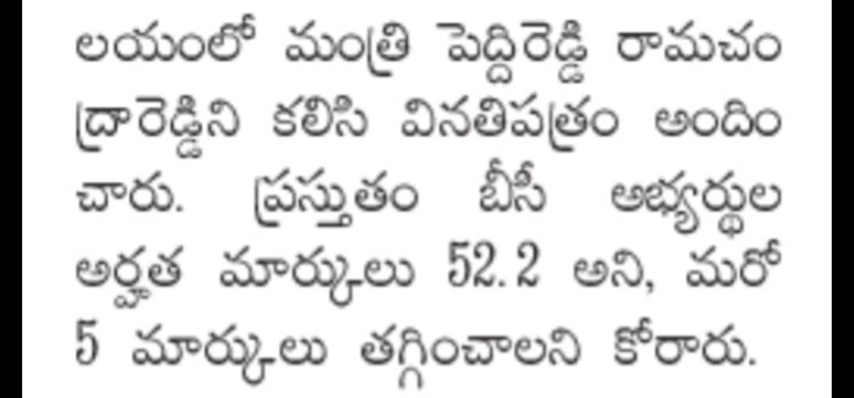 లయంలో మంత్రి పెద్దిరెడ్డి రామచం
ద్రారెడ్డిని కలిసి వినతిపత్రం అందిం
చారు. ప్రస్తుతం బీసీ అభ్యర్థుల
అర్హత మార్కులు 52.2 అని, మరో
5 మార్కులు తగ్గించాలని కోరారు.